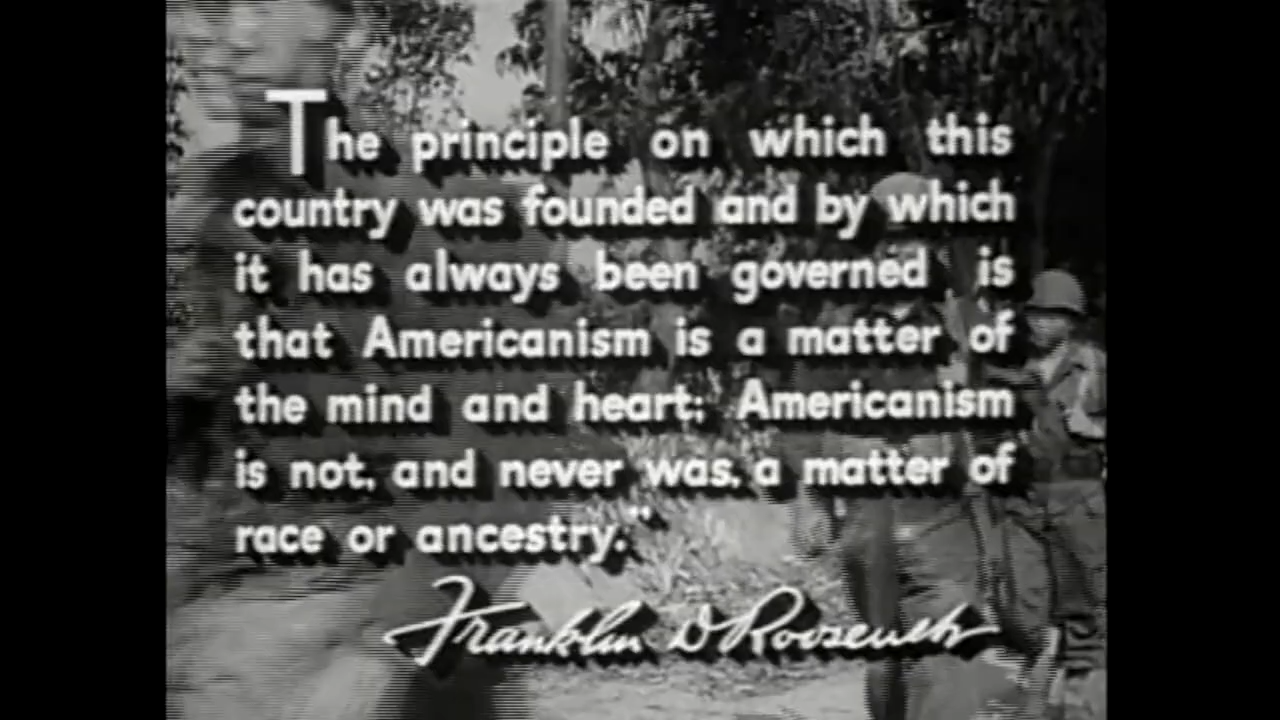 The principle on which this
country was founded and by which
it has always been governed is
that Americanism is a matter of
the mind and heart; Americanism
is not, and never was, a matter of
race or ancestry."
Franklin D Roosevelt